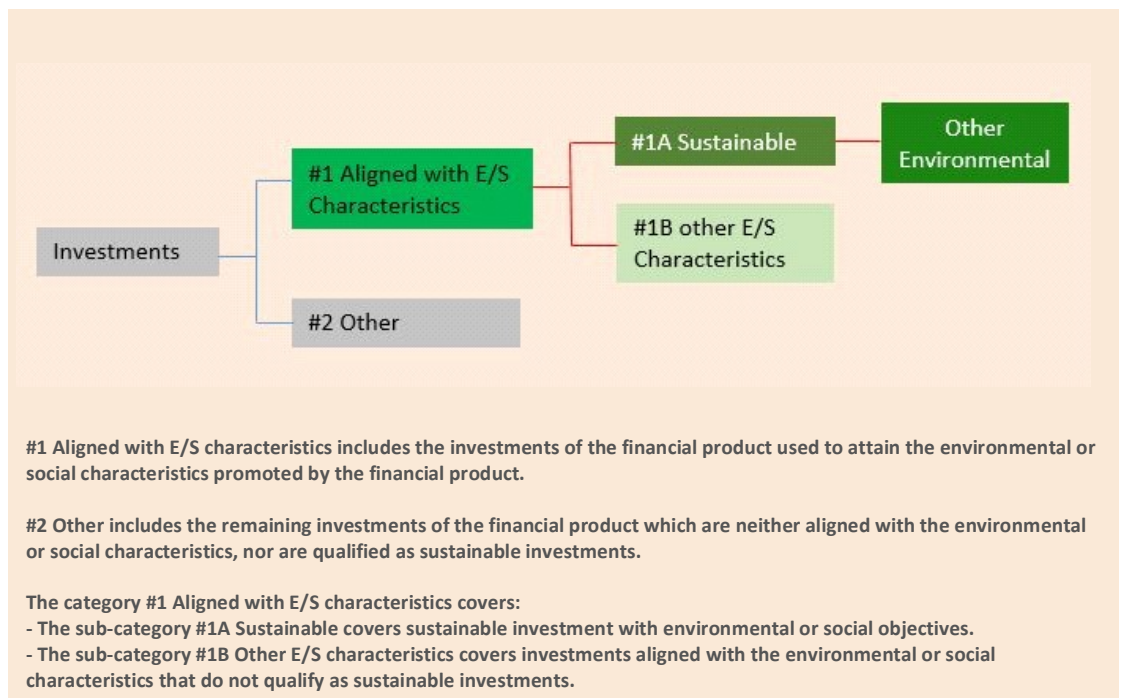 Other
Environmental
#1A Sustainable
#1 Aligned with E/S
Characteristics
#1B other E/S
Characteristics
Investments
#2 Other
#1 Aligned with E/S characteristics includes the investments of the financial product used to attain the environmental or
social characteristics promoted by the financial product.
#2 Other includes the remaining investments of the financial product which are neither aligned with the environmental
or social characteristics, nor are qualified as sustainable investments.
The category #1 Aligned with E/S characteristics covers:
- The sub-category #1A Sustainable covers sustainable investment with environmental or social objectives.
- The sub-category #1B Other E/S characteristics covers investments aligned with the environmental or social
characteristics that do not qualify as sustainable investments.